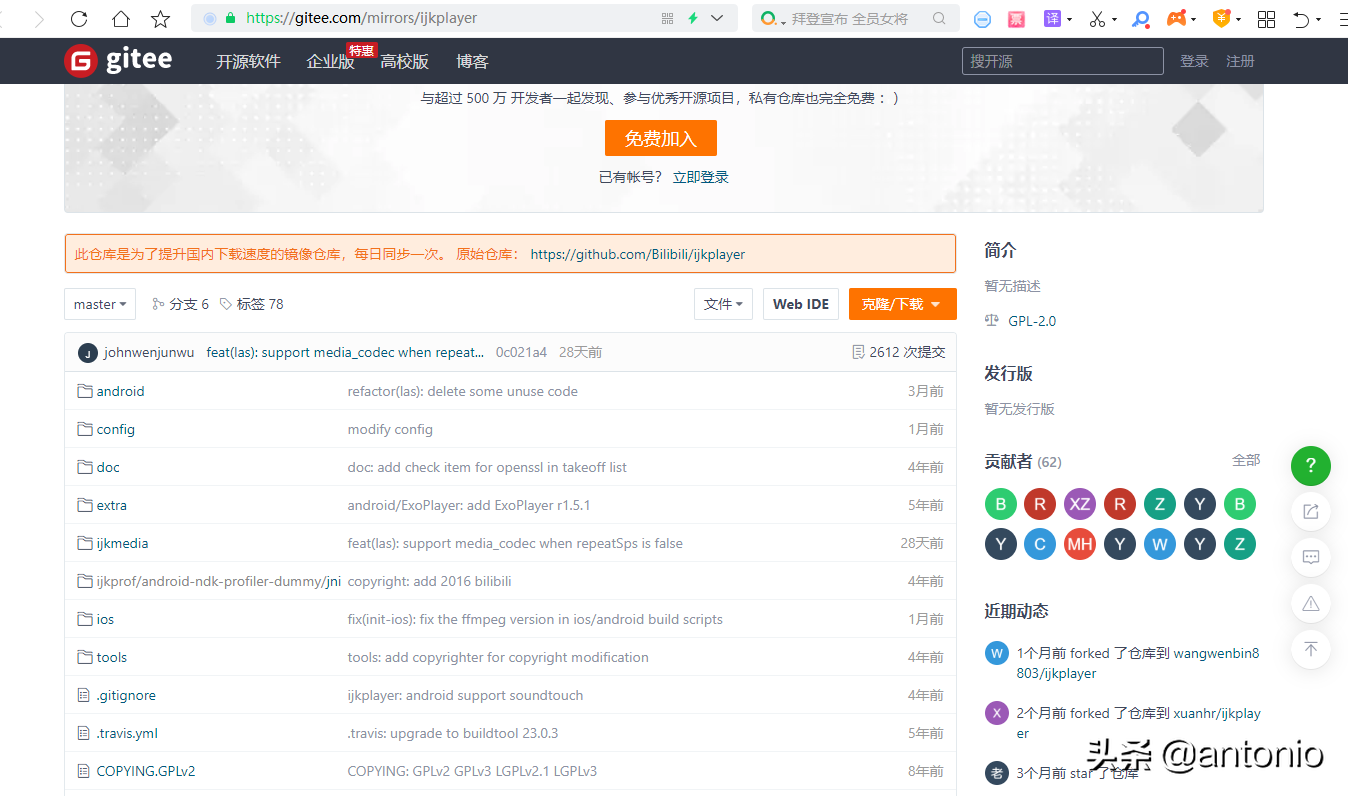 https://gitee.com/mirrors/ijkplayer
拜登宣布 全员女将
票
译
gitee
开源软件
企业版
特惠
高校版
博客
搜开源
登录
注册
与超过 500 万 开发者一起发现、参与优秀开源项目，私有仓库也完全免费：）
免费加入
已有帐号？ 立即登录
此仓库是为了提升国内下载速度的镜像仓库，每日同步一次。 原始仓库： https://github.com/Bilibili/ijkplayer
master
分支 6
标签 78
文件
Web IDE
克隆/下载
J johnwenjunwu feat(las): support media_codec when repeat... 0c021a4 28天前 2612 次提交
android refactor(las): delete some unuse code 3月前
config modify config 1月前
doc doc: add check item for openssl in takeoff list 4年前
extra android/ExoPlayer: add ExoPlayer r1.5.1 5年前
ijkmedia feat(las): support media_codec when repeatSps is false 28天前
ijkprof/android-ndk-profiler-dummy/jni copyright: add 2016 bilibili 4年前
ios fix(init-ios): fix the ffmpeg version in ios/android build scripts 1月前
tools tools: add copyrighter for copyright modification 4年前
.gitignore ijkplayer: android support soundtouch 4年前
.travis.yml .travis: upgrade to buildtool 23.0.3 5年前
COPYING.GPLv2 COPYING: GPLv2 GPLv3 LGPLv2.1 LGPLv3 8年前
简介
暂无描述
GPL-2.0
发行版
暂无发行版
贡献者 (62) 全部
B R XZ R Z Y B
Y C MH Y W Y Z
近期动态
W 1个月前 forked 了仓库到 wangwenbin8
803/ijkplayer
X 2个月前 forked 了仓库到 xuanhr/ijkplay
er
老 3个月前 star 了仓库
?
头条 @antonio